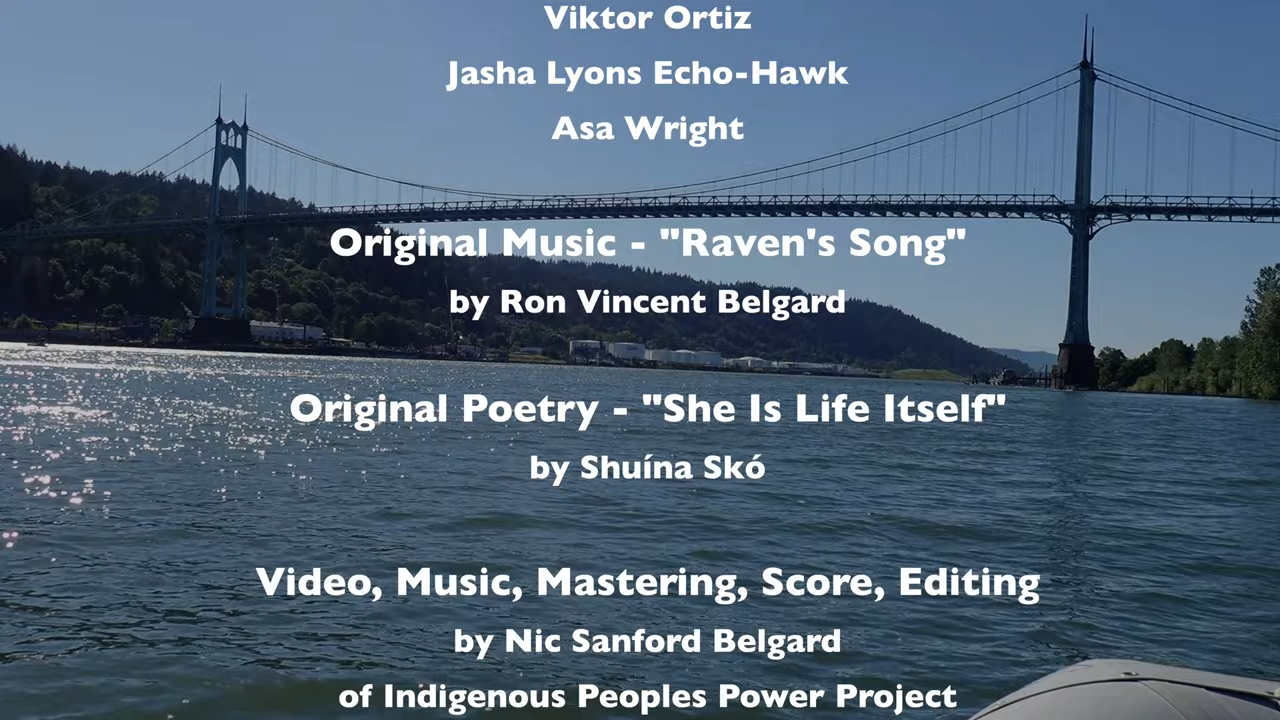 Viktor Ortiz
Jasha Lyons Echo-Hawk
Asa Wright
Original Music - "Raven's Song"
by Ron Vincent Belgard
Original Poetry - "She Is Life Itself"
by Shuína Skó
Video, Music, Mastering, Score, Editing
by Nic Sanford Belgard
of Indigenous Peoples Power Project